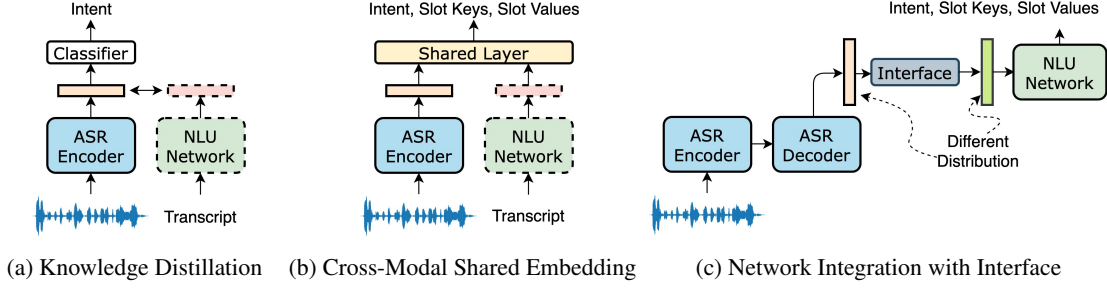 Intent
Classifier
ASR
Encoder
NLU
Network
Transcript
(a) Knowledge Distillation
Intent, Slot Keys, Slot Values
Shared Layer
ASR
Encoder
NLU
Network
Transcript
(b) Cross-Modal Shared Embedding
Intent, Slot Keys, Slot Values
Interface
NLU
Network
ASR
Encoder
ASR
Decoder
Different
Distribution
(c) Network Integration with Interface